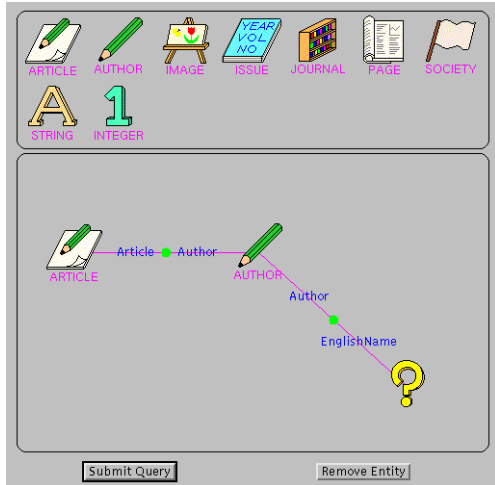 YEAR
VOL
NO
ARTICLE AUTHOR IMAGE ISSUE JOURNAL PAGE SOCIETY
A 1
STRING INTEGER
Article Author
ARTICLE AUTHOR
Author
EnglishName
?
Submit Query Remove Entity